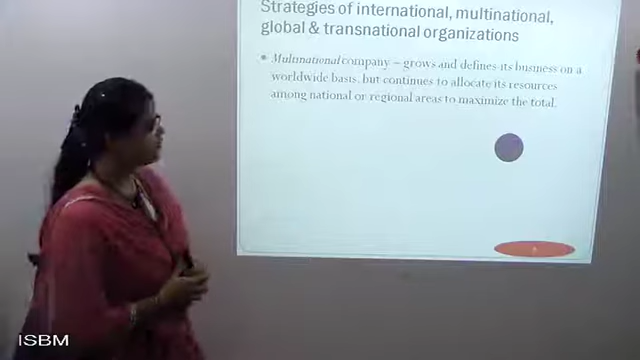 Strategies of international, multinational,
global & transnational organizations
• Multinational company – grows and defines its business on a
worldwide basis, but continues to allocate its resources
among national or regional areas to maximize the total.
ISBM